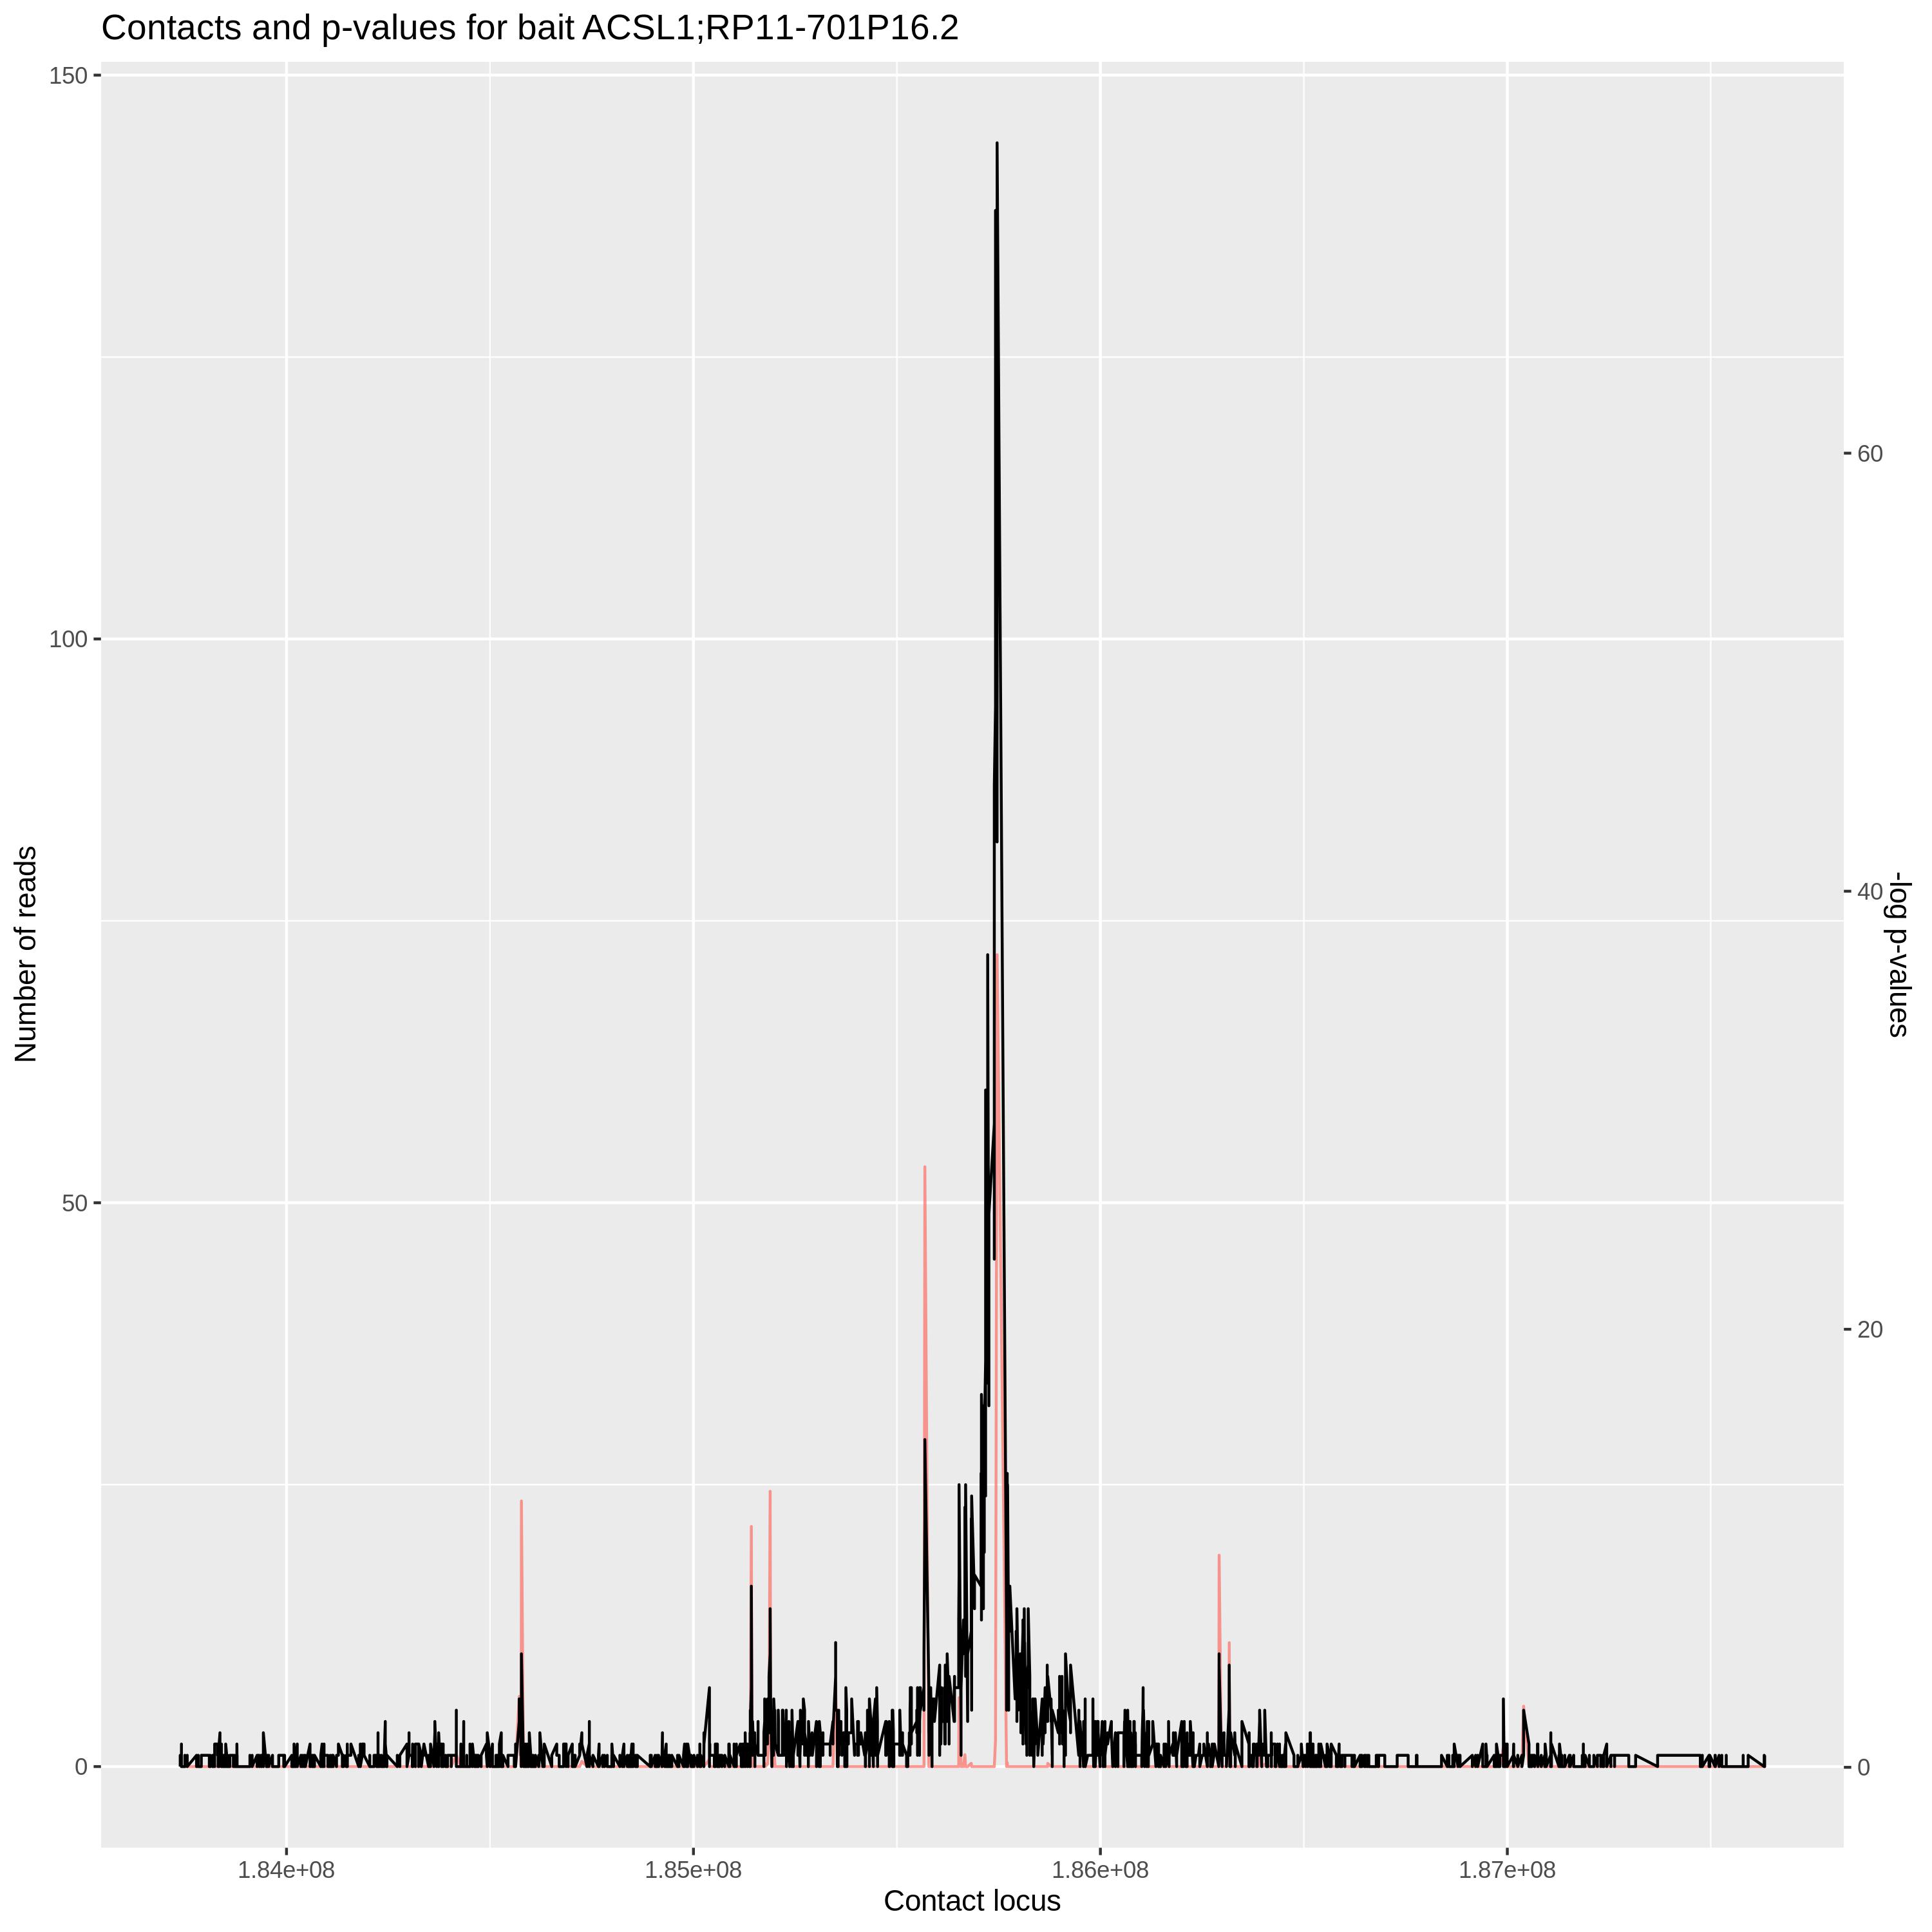 Contacts and p-values for bait ACSL1;RP11-701P16.2
150
100
50
0
Number of reads
60
40
20
0
-log p-values
1.84e+08
1.85e+08
1.86e+08
1.87e+08
Contact locus